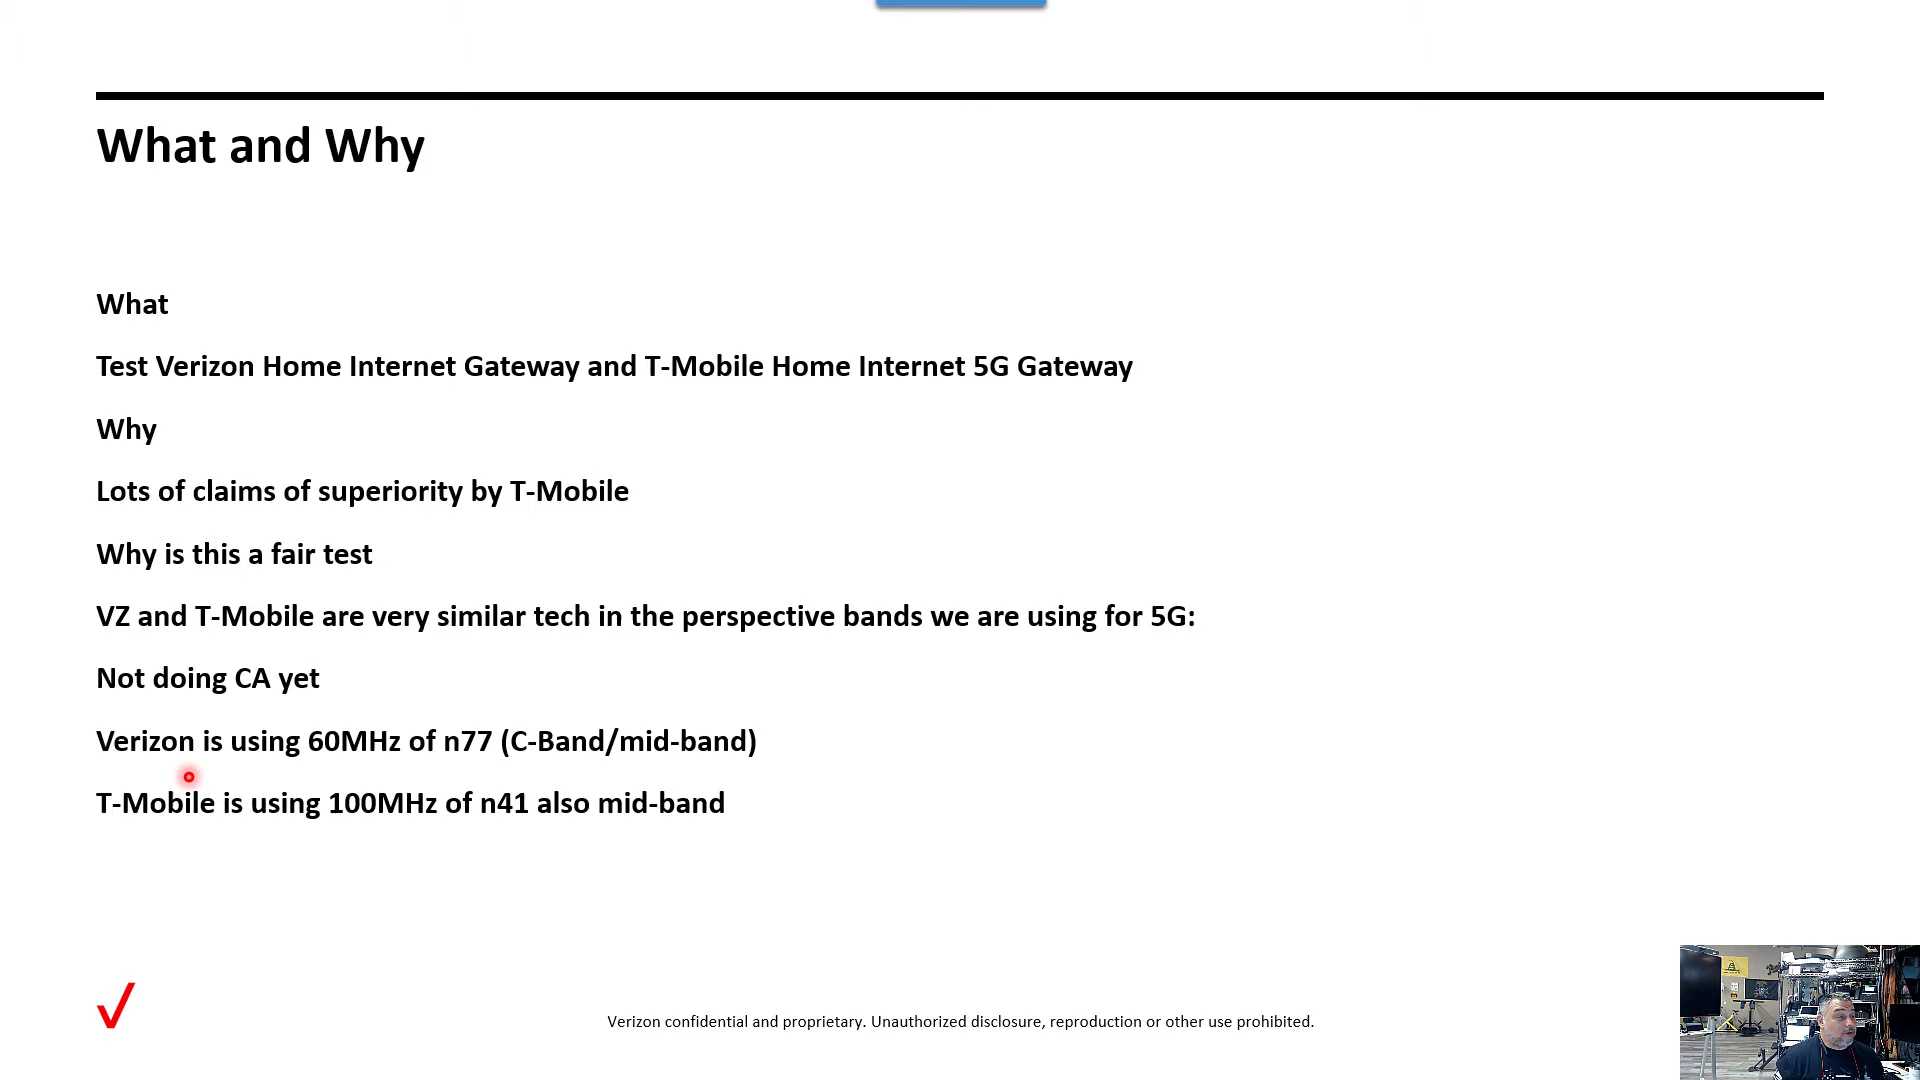 What and Why
What
Test Verizon Home Internet Gateway and T-Mobile Home Internet 5G Gateway
Why
Lots of claims of superiority by T-Mobile
Why is this a fair test
VZ and T-Mobile are very similar tech in the perspective bands we are using for 5G:
Not doing CA yet
Verizon is using 60MHz of n77 (C-Band/mid-band)
T-Mobile is using 100MHz of n41 also mid-band
Verizon confidential and proprietary. Unauthorized disclosure, reproduction or other use prohibited.